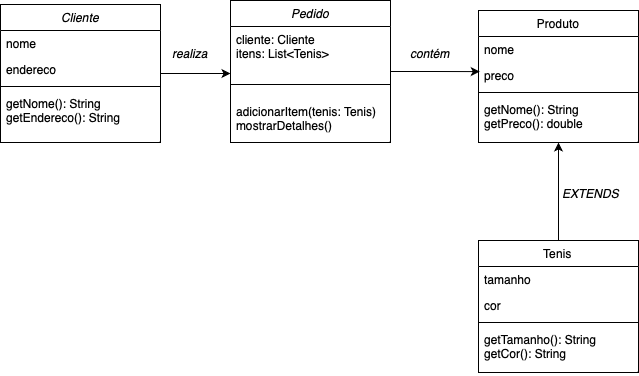 Cliente
nome
endereco
getNome(): String
getEndereco(): String
realiza
Pedido
cliente: Cliente
itens: List<Tenis>
adicionarItem(tenis: Tenis)
mostrarDetalhes()
contém
Produto
nome
preco
getNome(): String
getPreco(): double
EXTENDS
Tenis
tamanho
cor
getTamanho(): String
getCor(): String